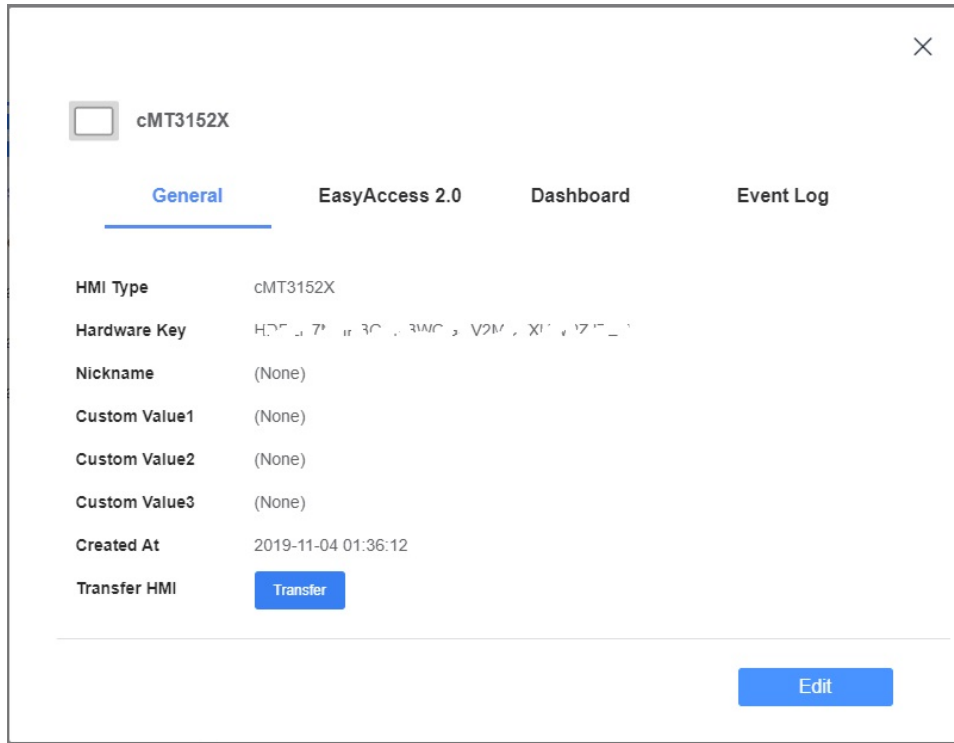 cMT3152X
General EasyAccess 2.0 Dashboard Event Log
HMI Type cMT3152X
Hardware Key
Nickname (None)
Custom Value1 (None)
Custom Value2 (None)
Custom Value3 (None)
Created At 2019-11-04 01:36:12
Transfer HMI Transfer
Edit